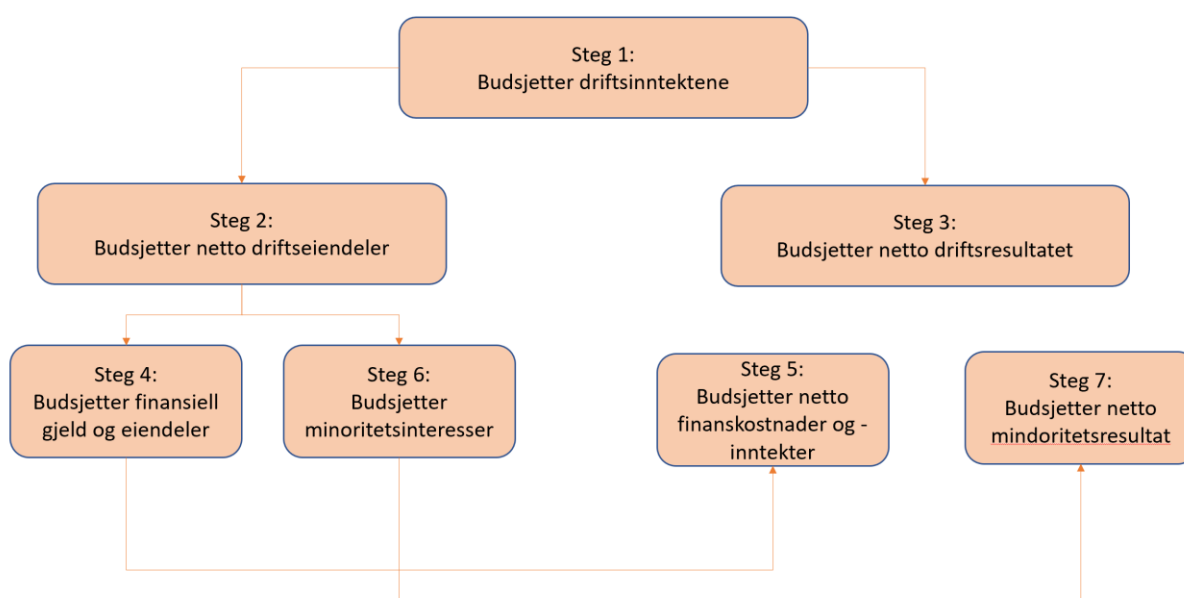 Steg 1:
Budsjetter driftsinntektene
Steg 2:
Budsjetter netto driftseiendeler
Steg 3:
Budsjetter netto driftsresultatet
Steg 4:
Budsjetter finansiell
gjeld og eiendeler
Steg 6:
Budsjetter
minoritetsinteresser
Steg 5:
Budsjetter netto
finanskostnader og -
inntekter
Steg 7:
Budsjetter netto
mindoritetsresultat